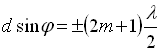 d sin φ = ±(2m+1) λ/2